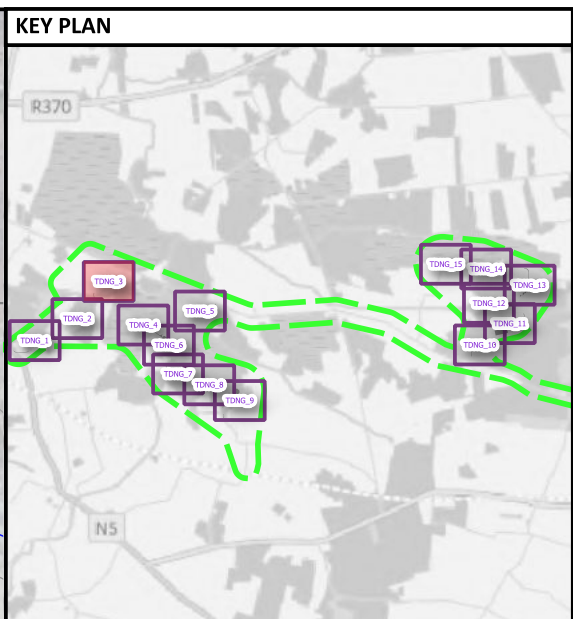 KEY PLAN
R370
TDNG_15
TDNG_14
TDNG_3
TDNG_13
TDNG_12
TDNG_5
TDNG_2
TDNG_4
TDNG_11
TDNG_1
TDNG_6
TDNG_10
TDNG_7
TDNG_8
TDNG_9
N5